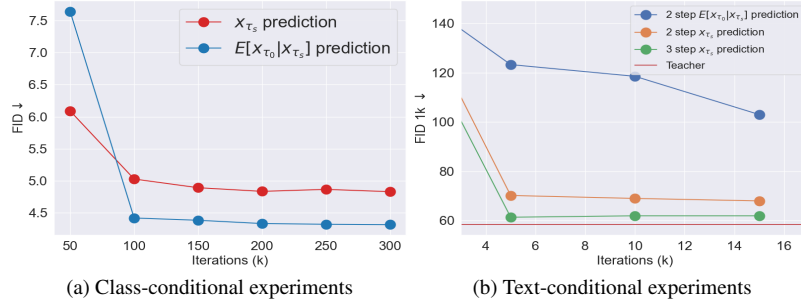 7.5
7.0
6.5
6.0
5.5
5.0
4.5
FID ↓
x_{τ_s} prediction
E[x_{τ_0}|x_{τ_s}] prediction
50 100 150 200 250 300
Iterations (k)
(a) Class-conditional experiments
140
120
100
80
60
FID 1k ↓
2 step E[x_{τ_0}|x_{τ_s}] prediction
2 step x_{τ_s} prediction
3 step x_{τ_s} prediction
Teacher
4 6 8 10 12 14 16
Iterations (k)
(b) Text-conditional experiments